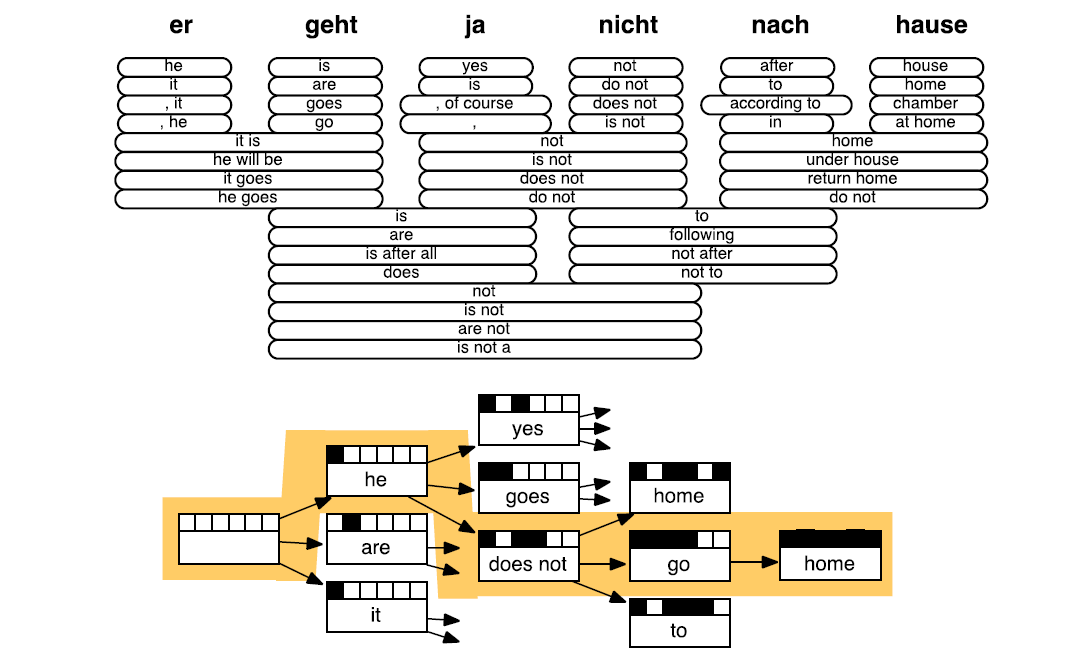 er geht ja nicht nach hause
he is yes not after house
it are is do not to home
, it goes , of course does not according to chamber
, he go , is not in at home
it is not home
he will be is not under house
it goes does not return home
he goes do not do not
is to
are following
is after all not after
does not to
not
is not
are not
is not a
yes
he goes home
are does not go home
it to